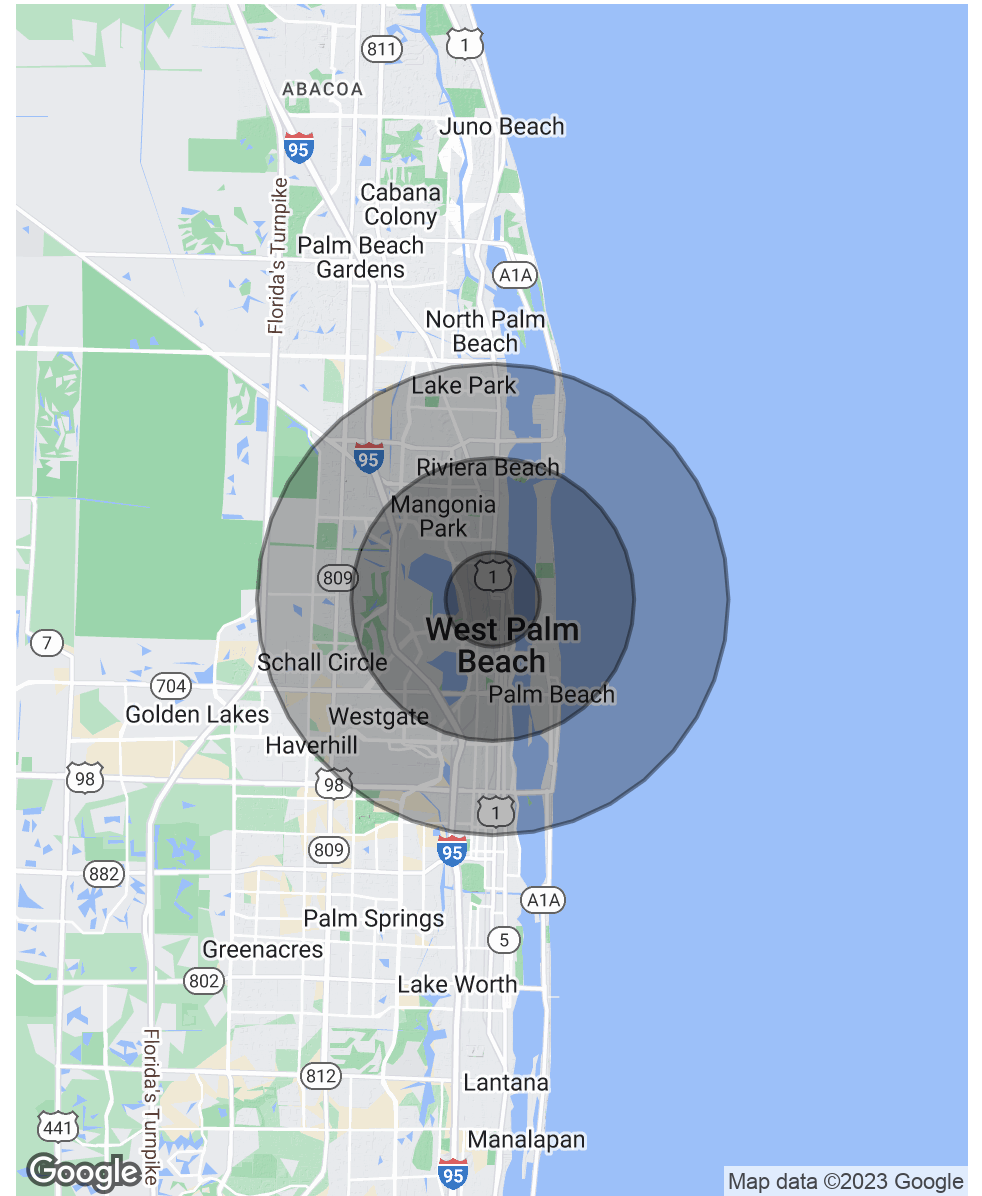 811
1
ABACOA
Juno Beach
95
Cabana
Colony
Florida's Turnpike
Palm Beach
Gardens
A1A
North Palm
Beach
Lake Park
95
Riviera Beach
Mangonia
Park
809
1
West Palm
Beach
7
Schall Circle
704
Palm Beach
Golden Lakes
Westgate
Haverhill
98
98
1
809
95
882
A1A
Palm Springs
5
Greenacres
802
Lake Worth
Florida's Turnpike
812
Lantana
441
Manalapan
Google
95
Map data ©2023 Google